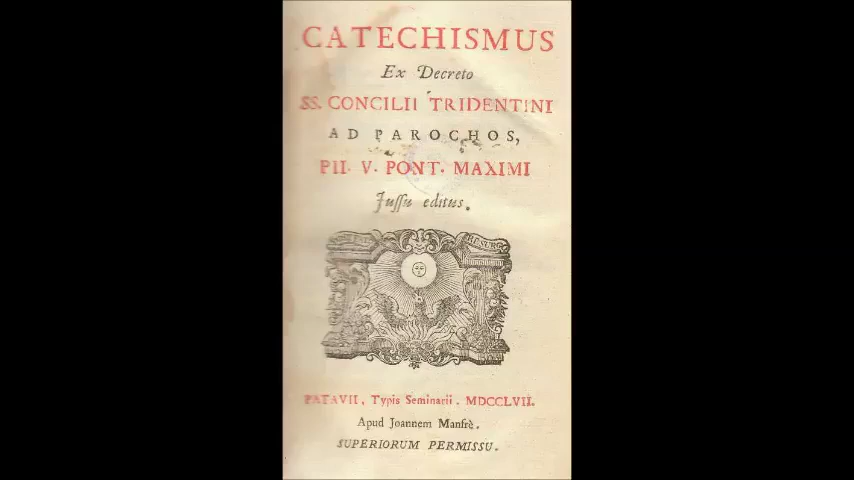 CATECHISMUS
Ex Decreto
SS. CONCILII TRIDENTINI
AD PAROCHOS,
PII. V. PONT. MAXIMI
Juſſu editus.
RESURGO
PATAVII, Typis Seminarii. MDCCLVII.
Apud Joannem Manfrè.
SUPERIORUM PERMISSU.